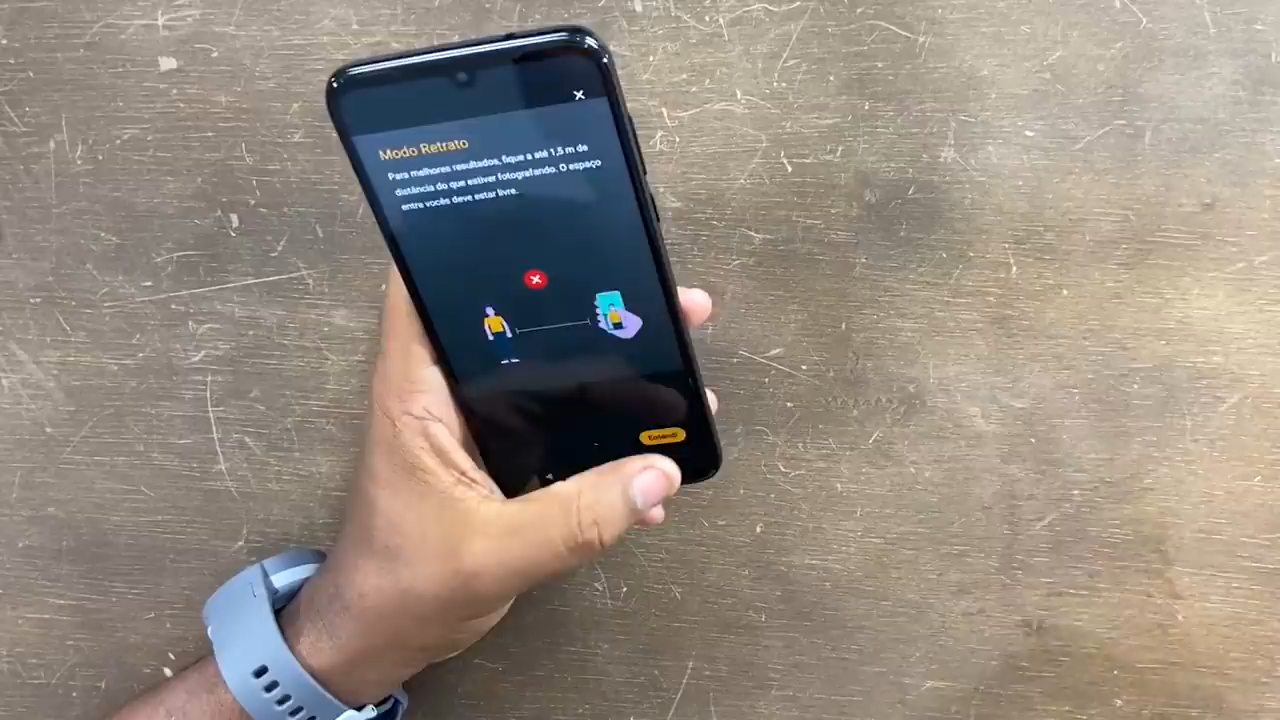 Modo Retrato
Para melhores resultados, fique a até 1,5 m de
distância do que estiver fotografando. O espaço
entre vocês deve estar livre.
Entendi